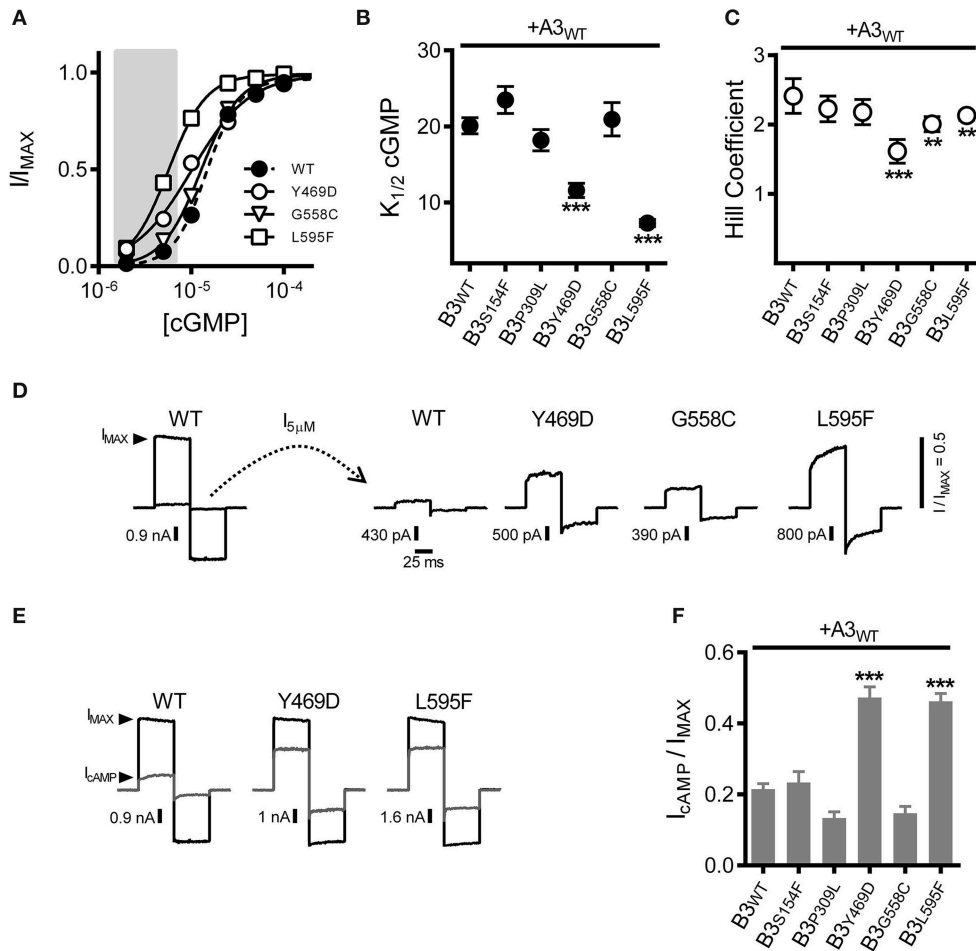 A
I/IMAX
1.0
0.5
0.0
10-6
10-5
10-4
[cGMP]
WT
Y469D
G558C
L595F
B
+A3WT
K1/2 cGMP
30
20
10
***
***
B3WT
B3S154F
B3P309L
B3Y469D
B3G558C
B3L595F
C
+A3WT
Hill Coefficient
3
2
1
***
**
**
B3WT
B3S154F
B3P309L
B3Y469D
B3G558C
B3L595F
D
WT
I5μM
WT
Y469D
G558C
L595F
IMAX
I / IMAX = 0.5
0.9 nA
430 pA
500 pA
390 pA
800 pA
25 ms
E
WT
Y469D
L595F
IMAX
IcAMP
0.9 nA
1 nA
1.6 nA
F
+A3WT
IcAMP / IMAX
0.6
0.4
0.2
0.0
***
***
B3WT
B3S154F
B3P309L
B3Y469D
B3G558C
B3L595F